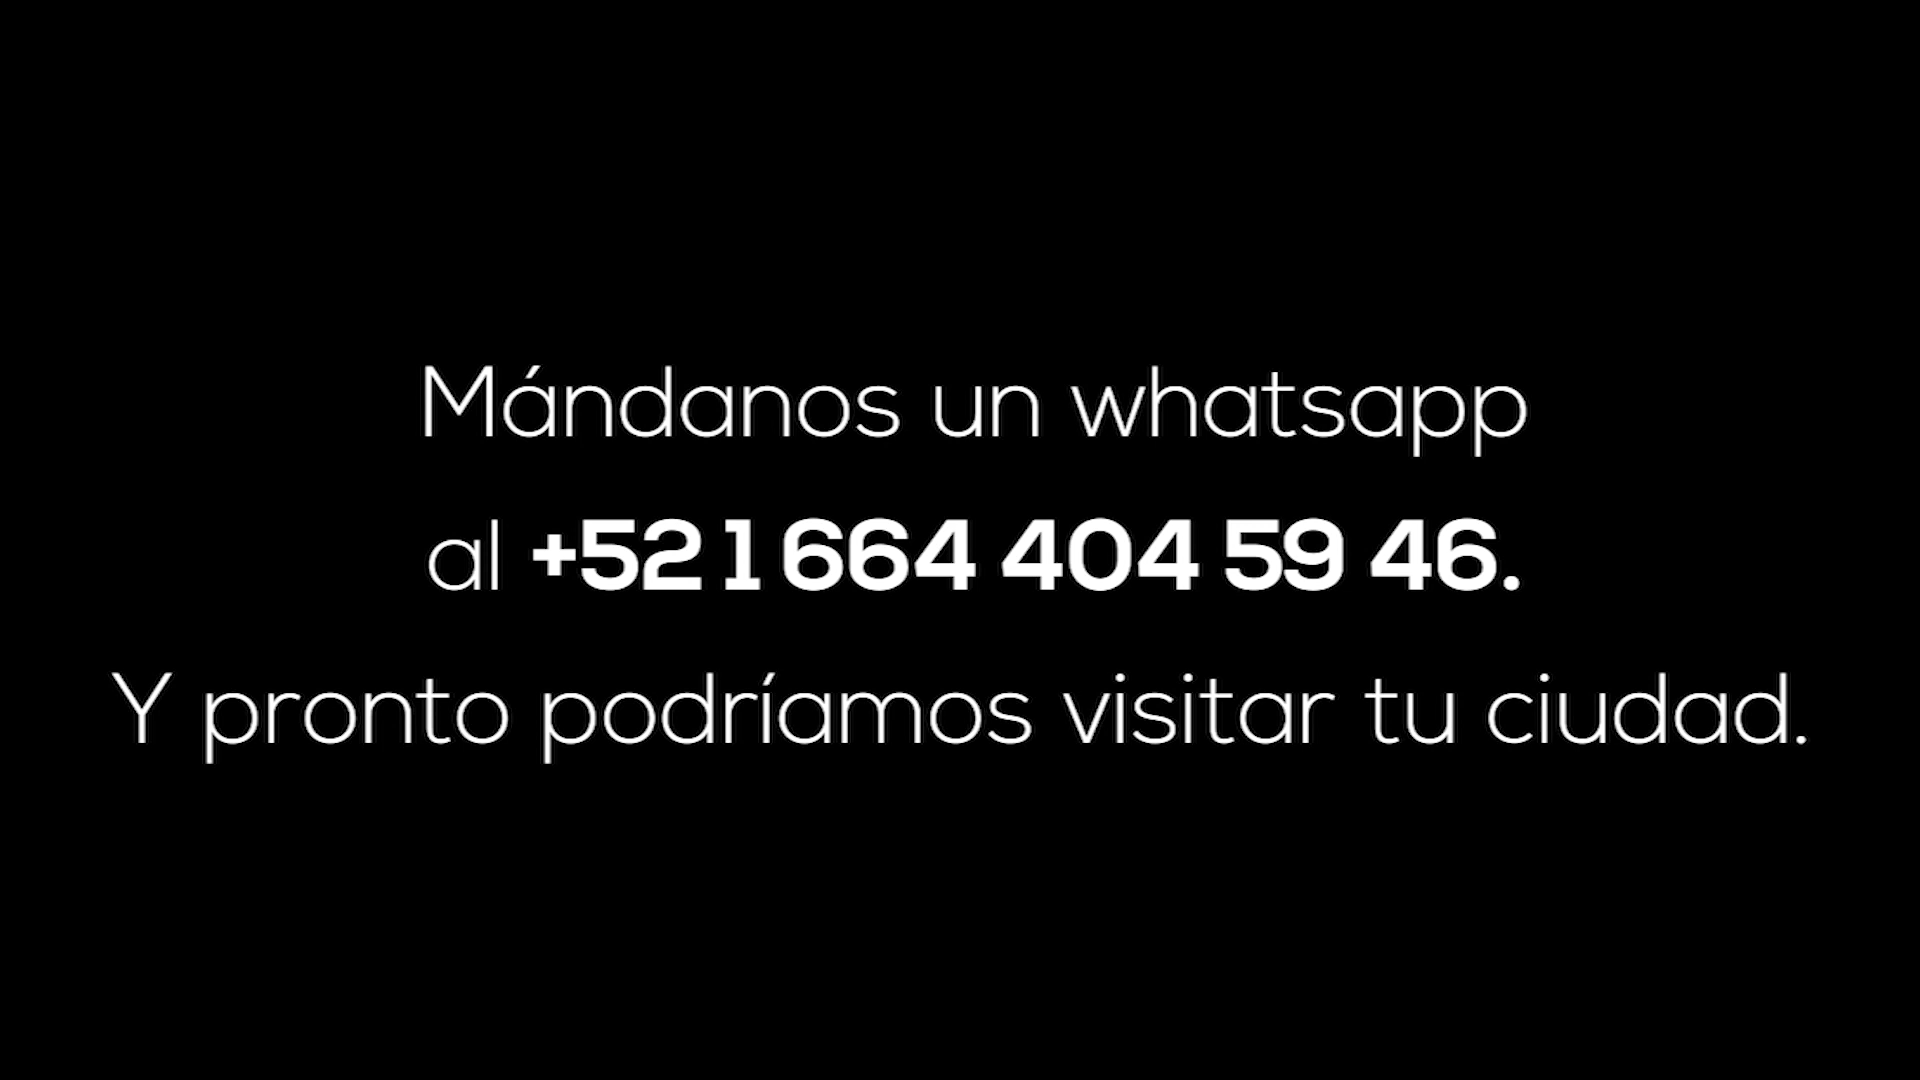 Mándanos un whatsapp
al +52 1 664 404 59 46.
Y pronto podríamos visitar tu ciudad.